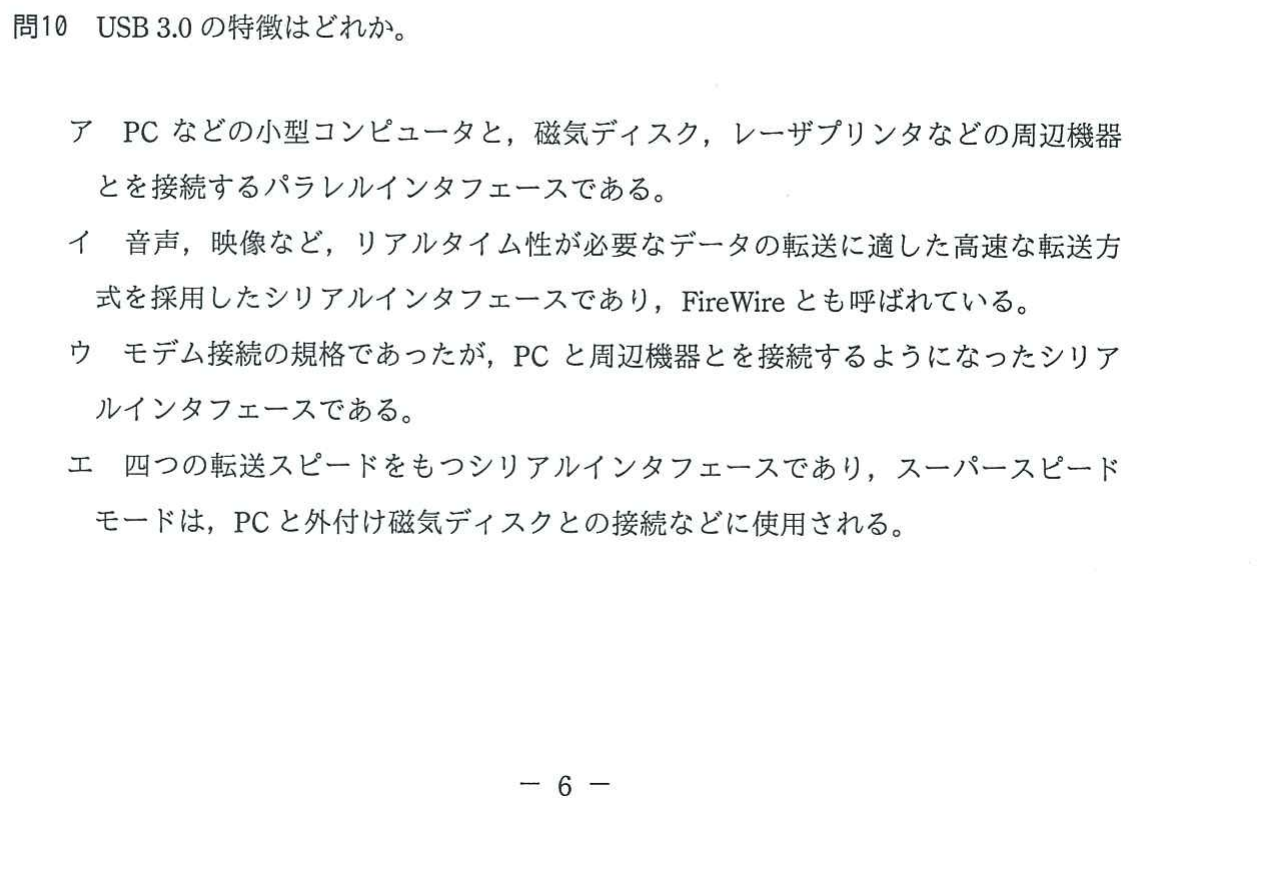 問10 USB 3.0 の特徴はどれか。
ア PC などの小型コンピュータと，磁気ディスク，レーザプリンタなどの周辺機器
とを接続するパラレルインタフェースである。
イ 音声，映像など，リアルタイム性が必要なデータの転送に適した高速な転送方
式を採用したシリアルインタフェースであり，FireWire とも呼ばれている。
ウ モデム接続の規格であったが，PC と周辺機器とを接続するようになったシリア
ルインタフェースである。
エ 四つの転送スピードをもつシリアルインタフェースであり，スーパースピード
モードは，PC と外付け磁気ディスクとの接続などに使用される。
－ 6 －